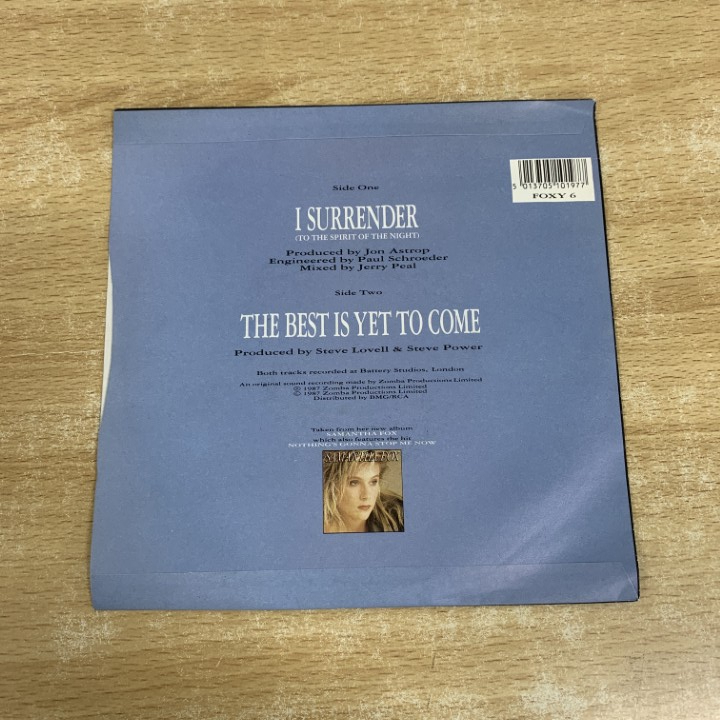 Side One
I SURRENDER
(TO THE SPIRIT OF THE NIGHT)
Produced by Jon Astrop
Engineered by Paul Schroeder
Mixed by Jerry Peal
Side Two
THE BEST IS YET TO COME
Produced by Steve Lovell & Steve Power
Both tracks recorded at Battery Studios, London
An original sound recording made by Zomba Productions Limited
℗ 1987 Zomba Productions Limited
© 1987 Zomba Productions Limited
Distributed by BMG/RCA
Taken from her new album
SAMANTHA FOX
which also features the hit
NOTHING'S GONNA STOP ME NOW
SAMANTHA FOX
5 013705 101977
FOXY 6